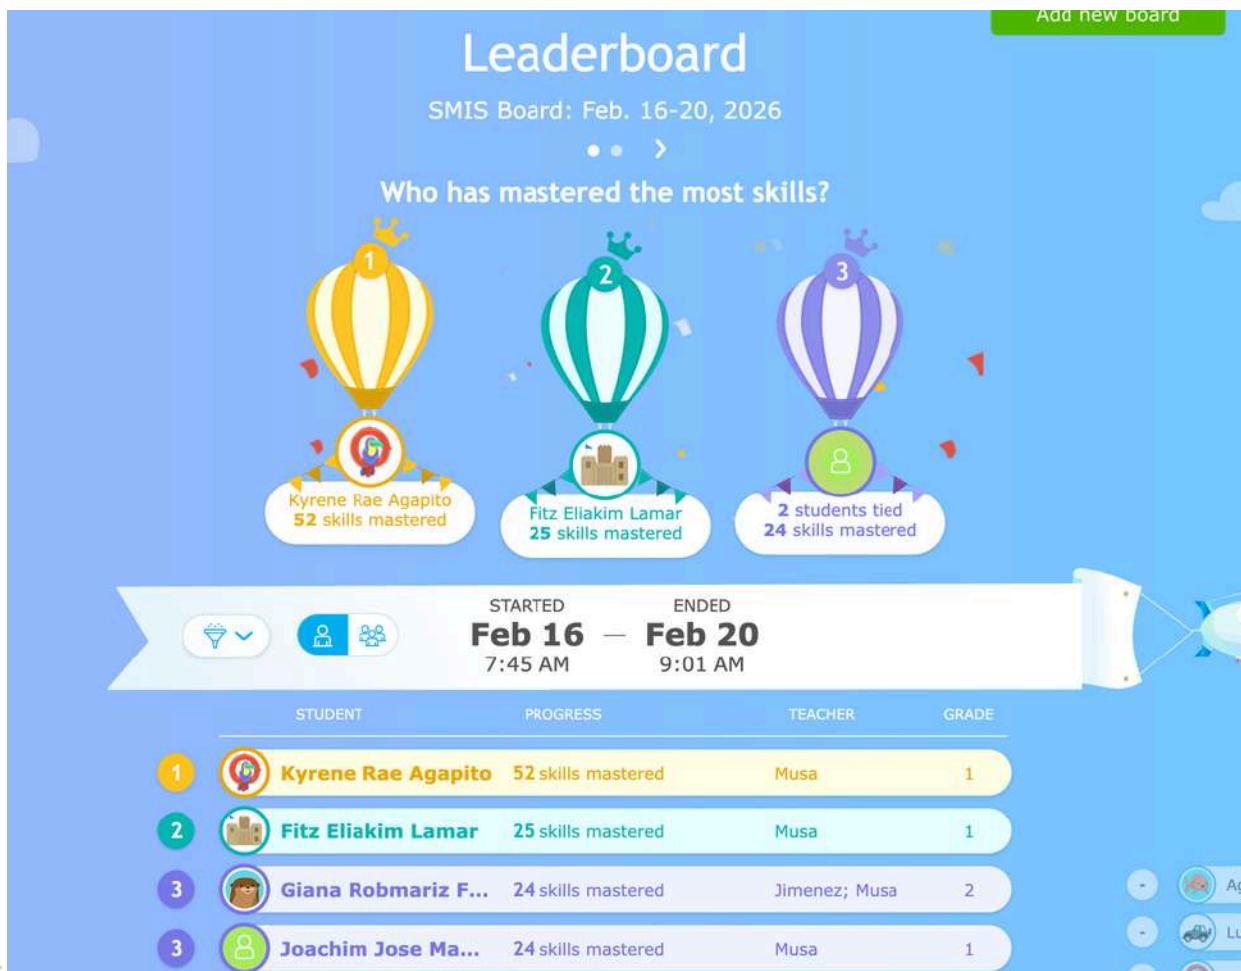 Add new board
Leaderboard
SMIS Board: Feb. 16-20, 2026
Who has mastered the most skills?
1
2
3
Kyrene Rae Agapito
52 skills mastered
Fitz Eliakim Lamar
25 skills mastered
2 students tied
24 skills mastered
STARTED
Feb 16
7:45 AM
—
ENDED
Feb 20
9:01 AM
STUDENT PROGRESS TEACHER GRADE
1 Kyrene Rae Agapito 52 skills mastered Musa 1
2 Fitz Eliakim Lamar 25 skills mastered Musa 1
3 Giana Robmariz F... 24 skills mastered Jimenez; Musa 2
- Ag
3 Joachim Jose Ma... 24 skills mastered Musa 1
- Lu